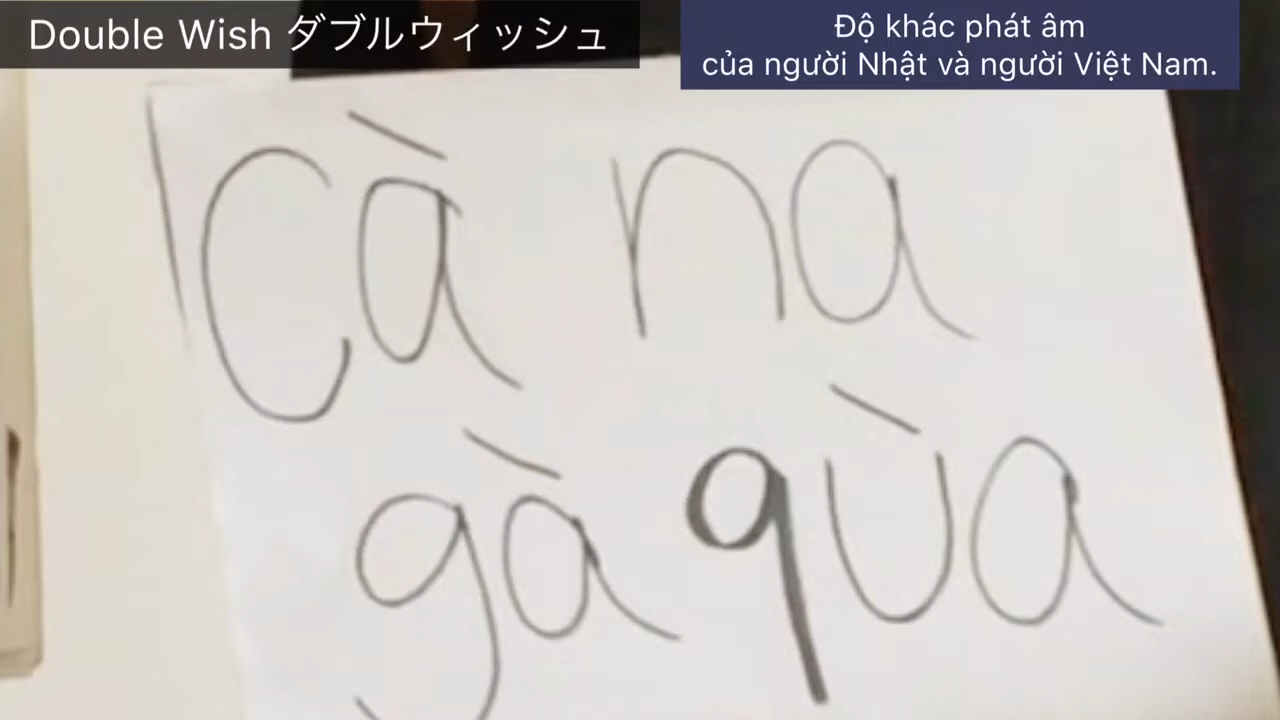 Double Wish ダブルウィッシュ
Độ khác phát âm
của người Nhật và người Việt Nam.
cà na
gà qùa